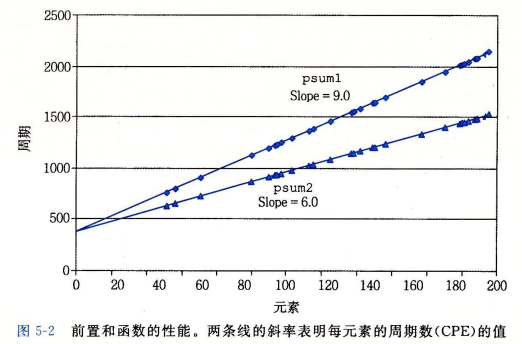 2500
2000
1500
1000
500
0
周期
psum1
Slope = 9.0
psum2
Slope = 6.0
0 20 40 60 80 100 120 140 160 180 200
元素
图 5-2 前置和函数的性能。两条线的斜率表明每元素的周期数(CPE)的值